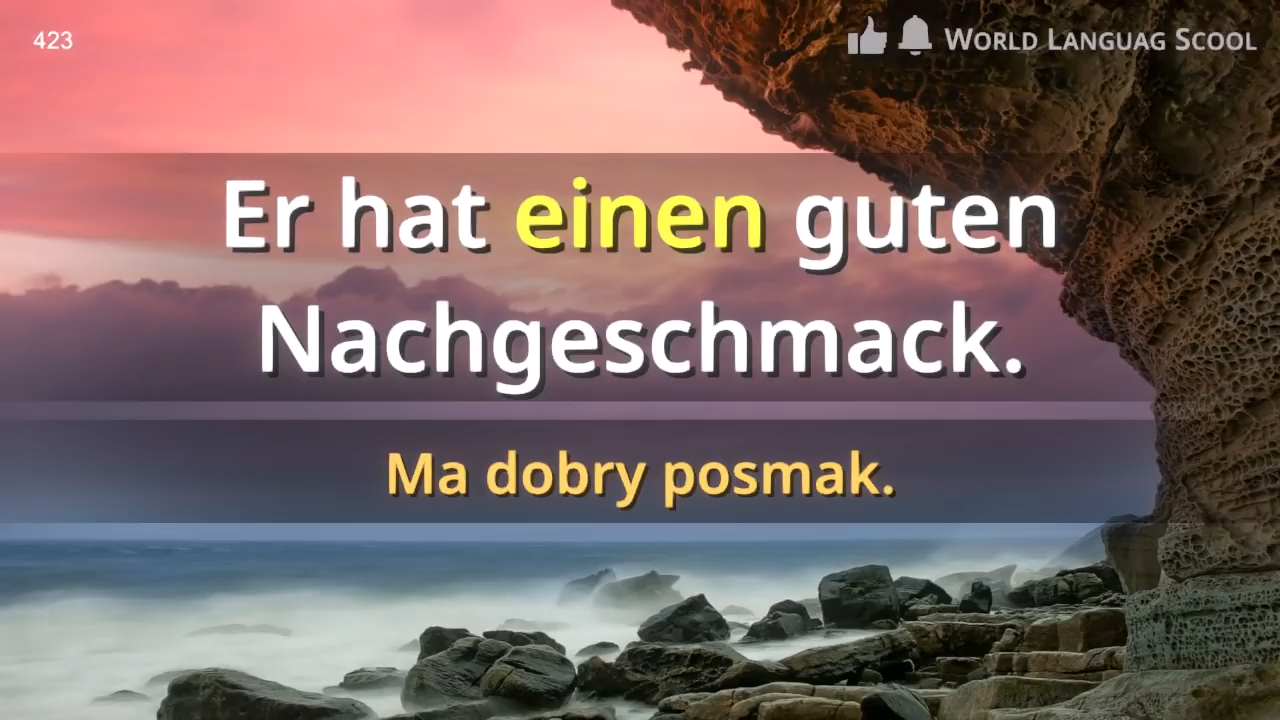 423
WORLD LANGUAG SCOOL
Er hat einen guten
Nachgeschmack.
Ma dobry posmak.